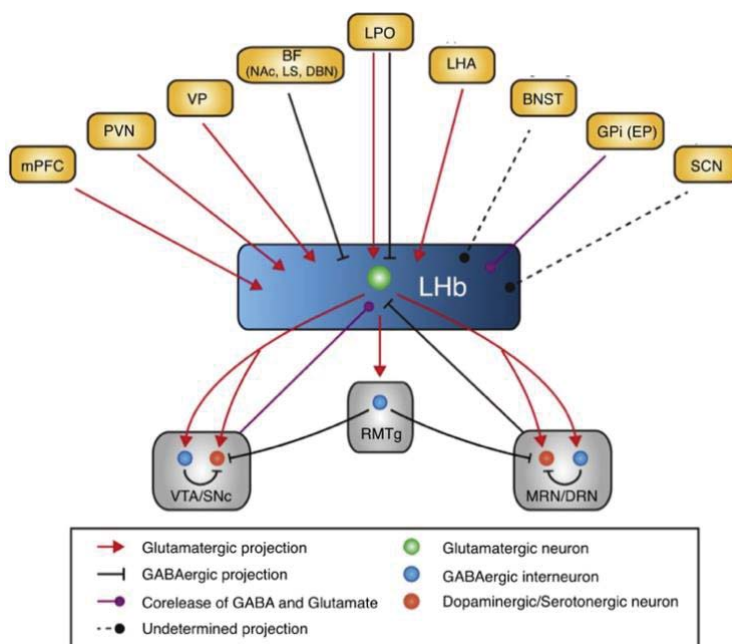 LPO
BF
(NAc, LS, DBN)
LHA
VP
BNST
PVN
GPi (EP)
mPFC
SCN
LHb
RMTg
VTA/SNc
MRN/DRN
Glutamatergic projection
Glutamatergic neuron
GABAergic projection
GABAergic interneuron
Corelease of GABA and Glutamate
Dopaminergic/Serotonergic neuron
Undetermined projection